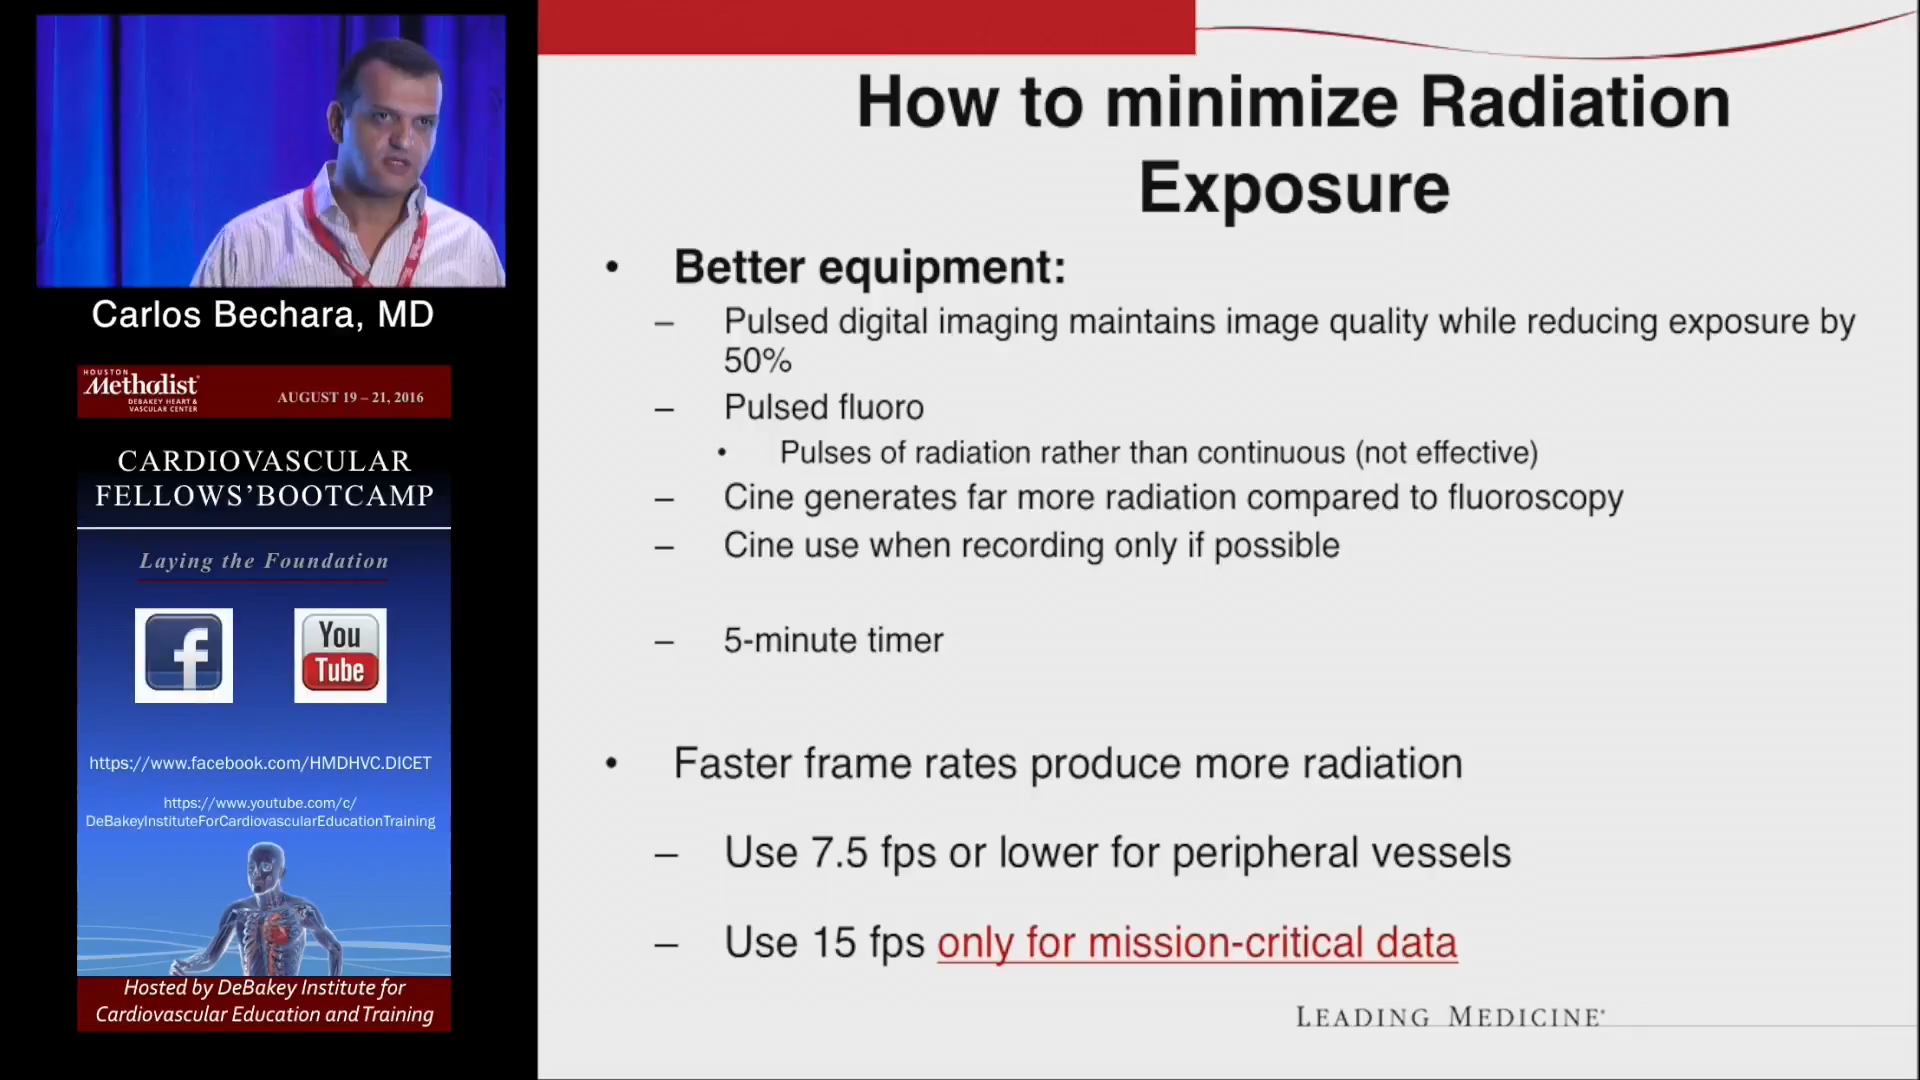 Carlos Bechara, MD
HOUSTON
Methodist
DEBAKEY HEART &
VASCULAR CENTER
AUGUST 19 – 21, 2016
CARDIOVASCULAR
FELLOWS’BOOTCAMP
Laying the Foundation
f
You
Tube
https://www.facebook.com/HMDHVC.DICET
https://www.youtube.com/c/
DeBakeyInstituteForCardiovascularEducationTraining
Hosted by DeBakey Institute for
Cardiovascular Education and Training
How to minimize Radiation
Exposure
• Better equipment:
– Pulsed digital imaging maintains image quality while reducing exposure by
50%
– Pulsed fluoro
• Pulses of radiation rather than continuous (not effective)
– Cine generates far more radiation compared to fluoroscopy
– Cine use when recording only if possible
– 5-minute timer
• Faster frame rates produce more radiation
– Use 7.5 fps or lower for peripheral vessels
– Use 15 fps only for mission-critical data
LEADING MEDICINE